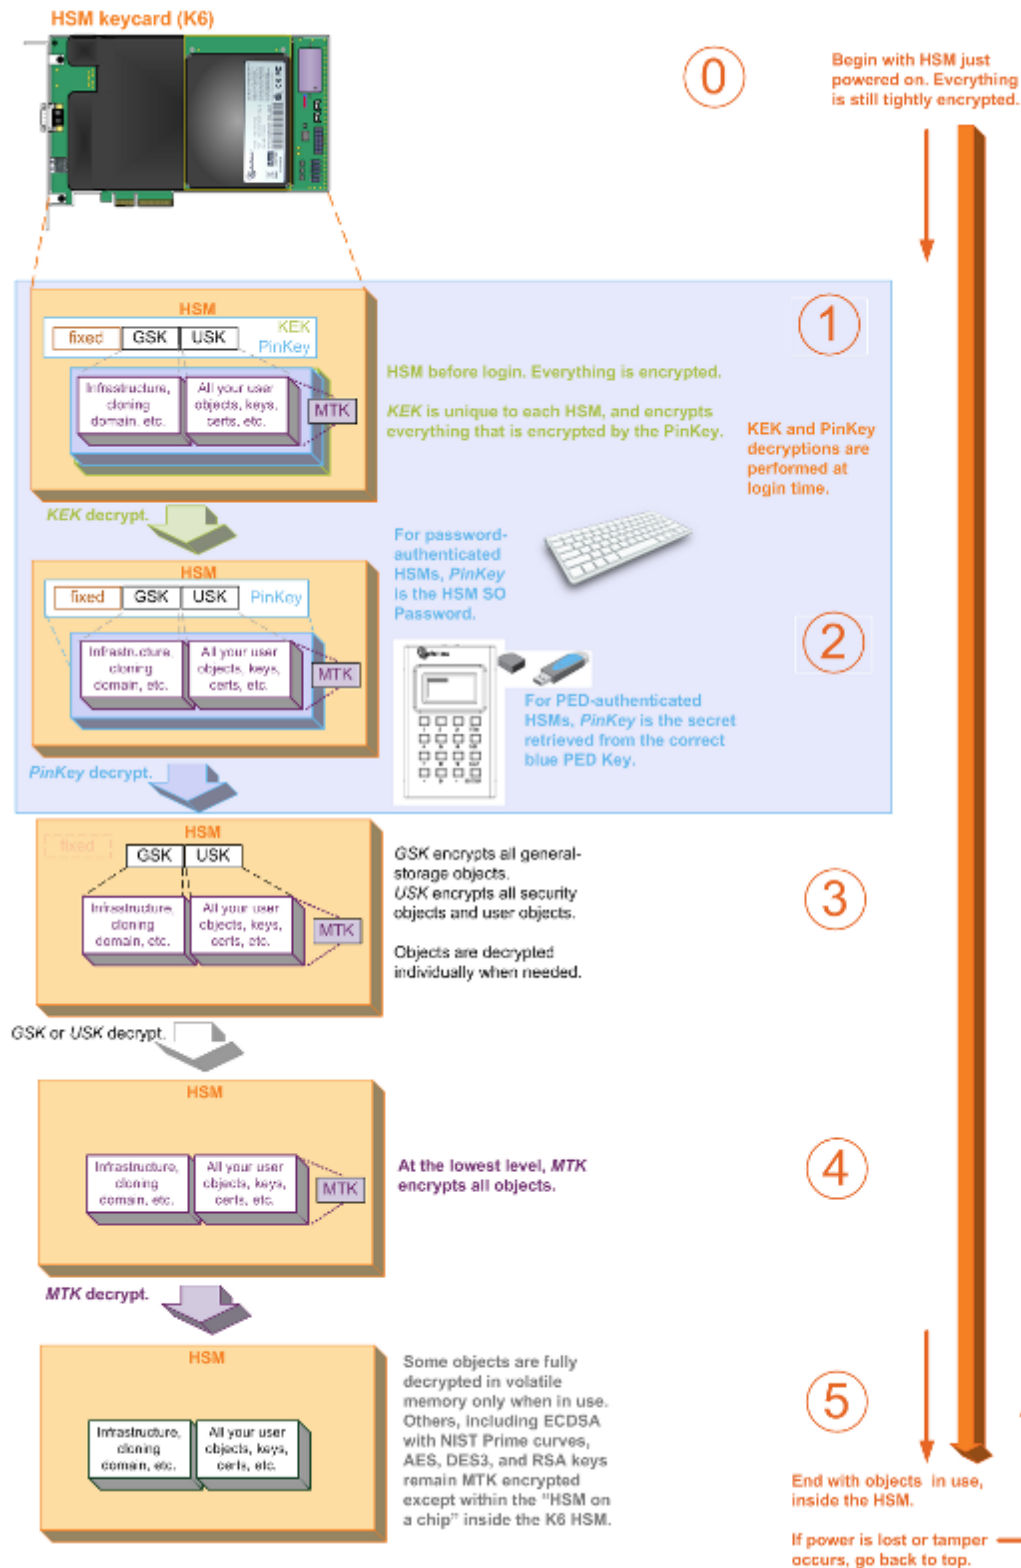 HSM keycard (K6)
0
Begin with HSM just
powered on. Everything
is still tightly encrypted.
HSM
fixed GSK USK KEK
PinKey
Infrastructure,
cloning
domain, etc.
All your user
objects, keys,
certs, etc.
MTK
1
HSM before login. Everything is encrypted.
KEK is unique to each HSM, and encrypts
everything that is encrypted by the PinKey.
KEK and PinKey
decryptions are
performed at
login time.
KEK decrypt.
HSM
fixed GSK USK PinKey
Infrastructure,
cloning
domain, etc.
All your user
objects, keys,
certs, etc.
MTK
For password-
authenticated
HSMs, PinKey
is the HSM SO
Password.
2
For PED-authenticated
HSMs, PinKey is the secret
retrieved from the correct
blue PED Key.
PinKey decrypt.
HSM
fixed
GSK USK
Infrastructure,
cloning
domain, etc.
All your user
objects, keys,
certs, etc.
MTK
GSK encrypts all general-
storage objects.
USK encrypts all security
objects and user objects.
Objects are decrypted
individually when needed.
3
GSK or USK decrypt.
HSM
Infrastructure,
cloning
domain, etc.
All your user
objects, keys,
certs, etc.
MTK
At the lowest level, MTK
encrypts all objects.
4
MTK decrypt.
HSM
Infrastructure,
cloning
domain, etc.
All your user
objects, keys,
certs, etc.
Some objects are fully
decrypted in volatile
memory only when in use.
Others, including ECDSA
with NIST Prime curves,
AES, DES3, and RSA keys
remain MTK encrypted
except within the "HSM on
a chip" inside the K6 HSM.
5
End with objects in use,
inside the HSM.
If power is lost or tamper
occurs, go back to top.